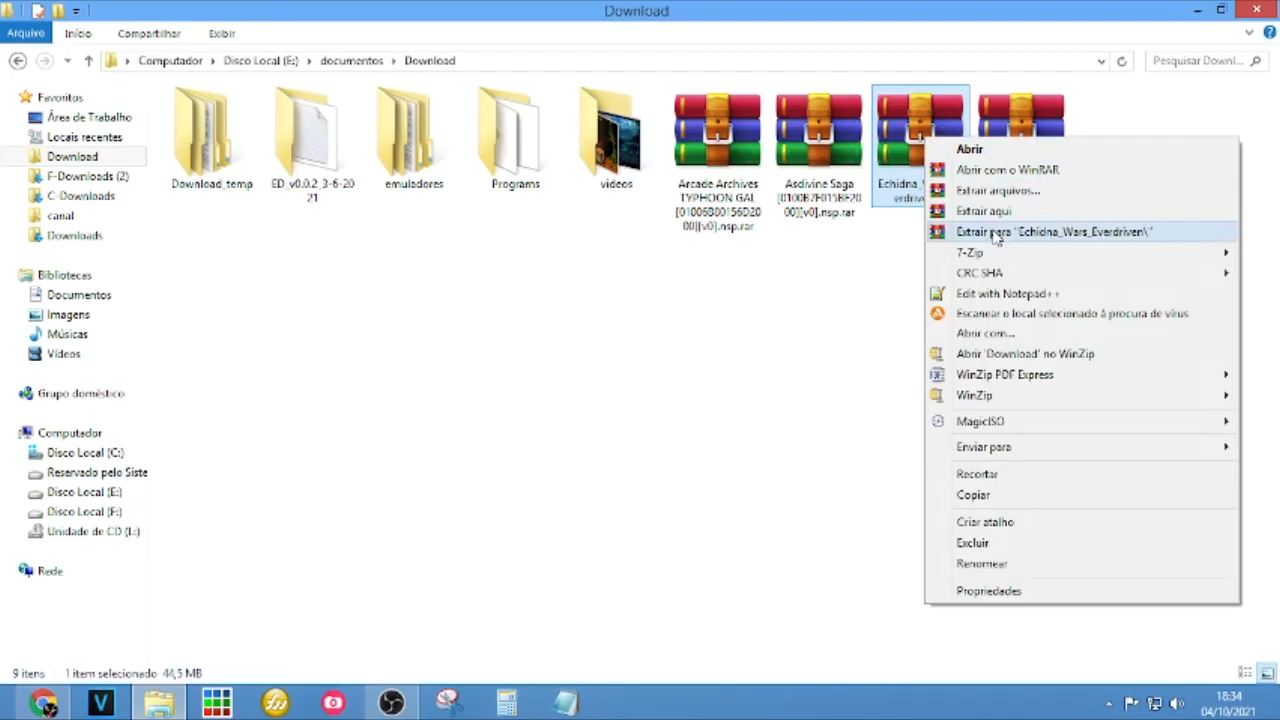 Download
Arquivo Início Compartilhar Exibir
Computador Disco Local (E:) documentos Download
Pesquisar Downl...
Favoritos
Área de Trabalho
Locais recentes
Download
F-Downloads (2)
C-Downloads
canal
Downloads
Bibliotecas
Documentos
Imagens
Músicas
Vídeos
Grupo doméstico
Computador
Disco Local (C:)
Reservado pelo Siste
Disco Local (E:)
Disco Local (F:)
Unidade de CD (I:)
Rede
Download_temp
ED_v0.0.2_3-6-20
21
emuladores
Programs
videos
Arcade Archives
TYPHOON GAL
[01006B80156D20
00][v0].nsp.rar
Asdivine Saga
[0100B7F015BF20
00][v0].nsp.rar
Abrir
Abrir com o WinRAR
Extrair arquivos...
Extrair aqui
Extrair para "Echidna_Wars_Everdriven\"
7-Zip
CRC SHA
Edit with Notepad++
Escanear o local selecionado à procura de vírus
Abrir com...
Abrir 'Download' no WinZip
WinZip PDF Express
WinZip
MagicISO
Enviar para
Recortar
Copiar
Criar atalho
Excluir
Renomear
Propriedades
9 itens 1 item selecionado 44,5 MB
18:34
04/10/2021